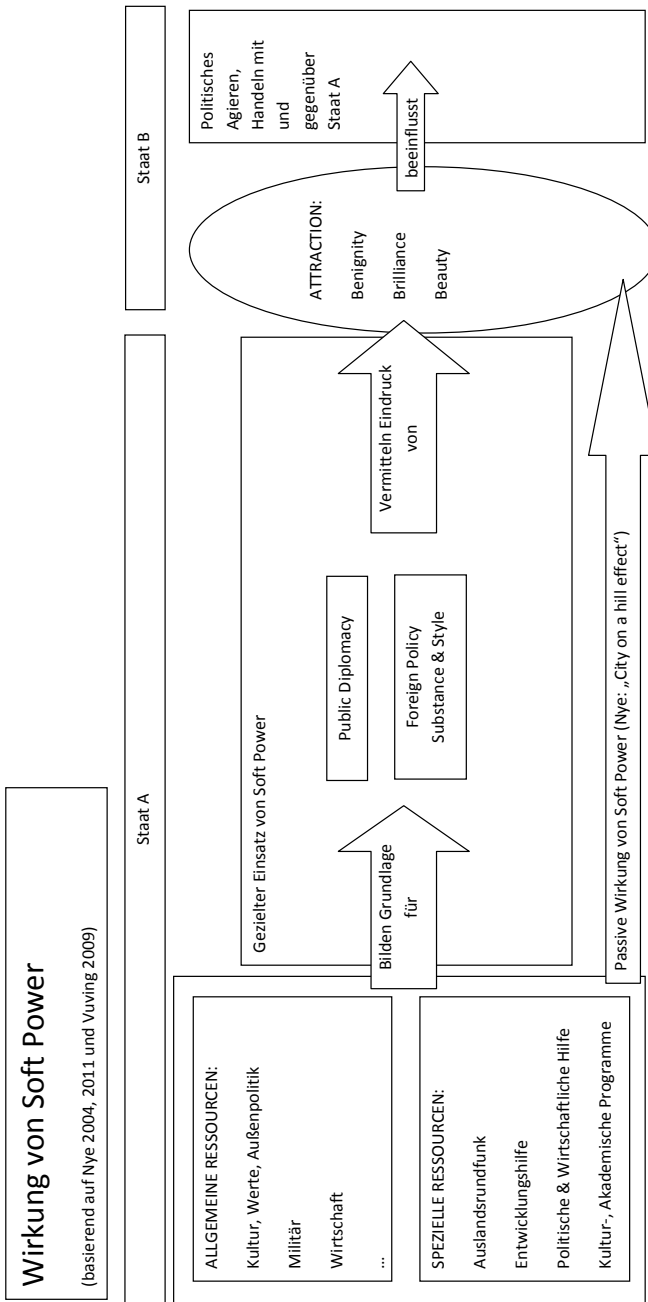 Wirkung von Soft Power
(basierend auf Nye 2004, 2011 und Vuving 2009)
Staat A
Staat B
ALLGEMEINE RESSOURCEN:
Kultur, Werte, Außenpolitik
Militär
Wirtschaft
...
SPEZIELLE RESSOURCEN:
Auslandsrundfunk
Entwicklungshilfe
Politische & Wirtschaftliche Hilfe
Kultur-, Akademische Programme
Bilden Grundlage
für
Gezielter Einsatz von Soft Power
Public Diplomacy
Foreign Policy
Substance & Style
Vermitteln Eindruck
von
ATTRACTION:
Benignity
Brilliance
Beauty
beeinflusst
Politisches
Agieren,
Handeln mit
und
gegenüber
Staat A
Passive Wirkung von Soft Power (Nye: „City on a hill effect“)